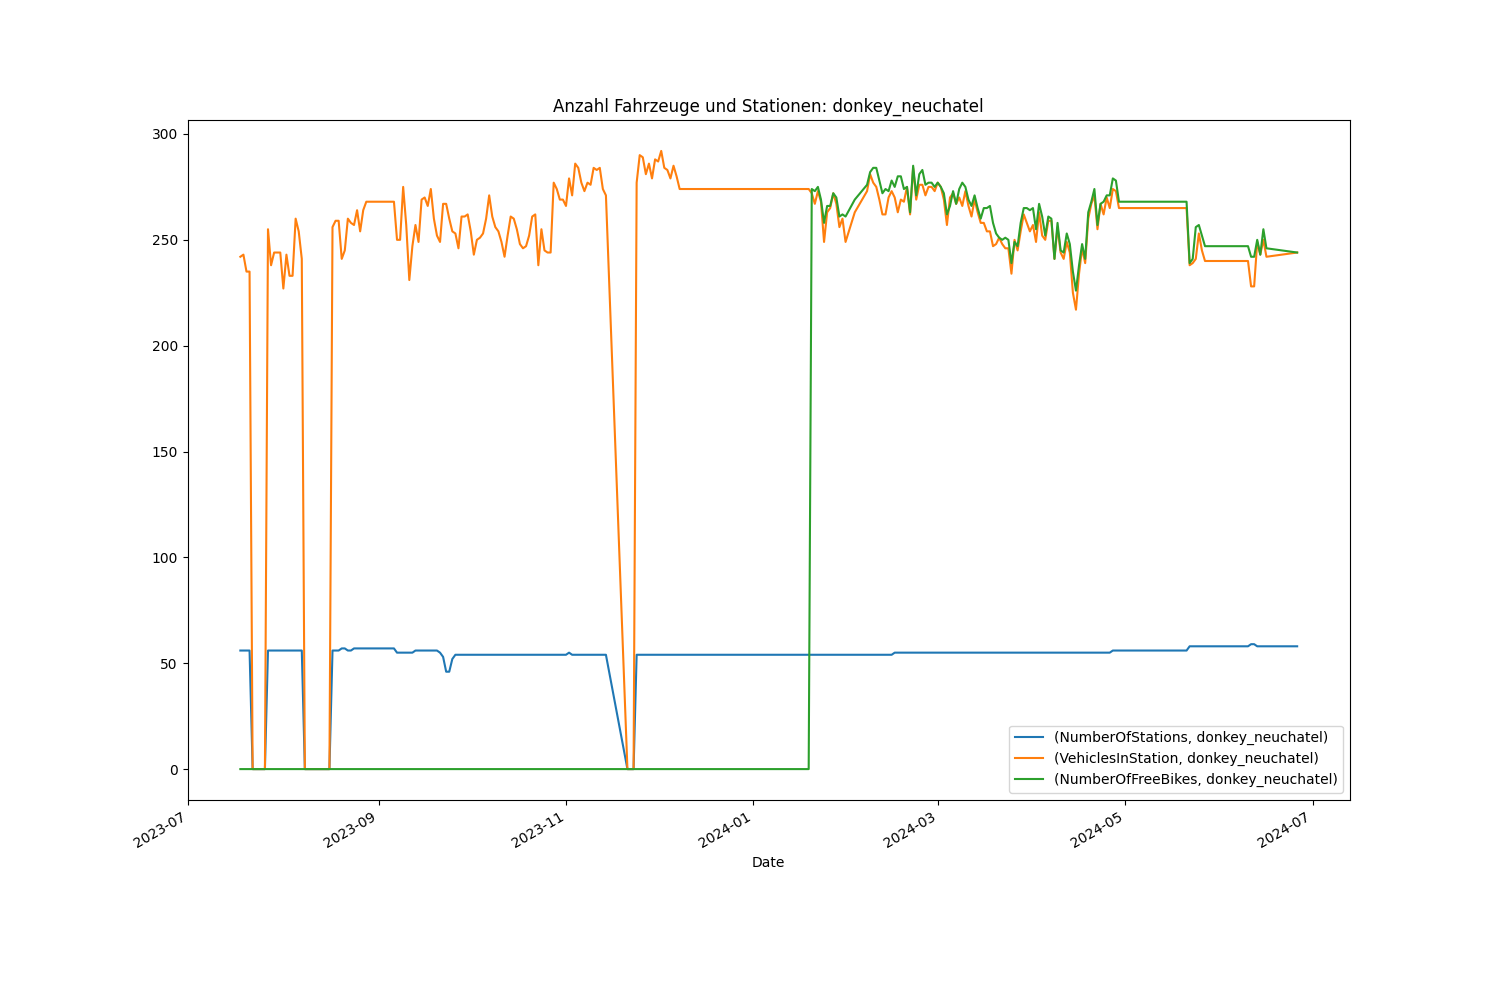 Anzahl Fahrzeuge und Stationen: donkey_neuchatel
300
250
200
150
100
50
0
2023-07
2023-09
2023-11
2024-01
2024-03
2024-05
2024-07
Date
(NumberOfStations, donkey_neuchatel)
(VehiclesInStation, donkey_neuchatel)
(NumberOfFreeBikes, donkey_neuchatel)